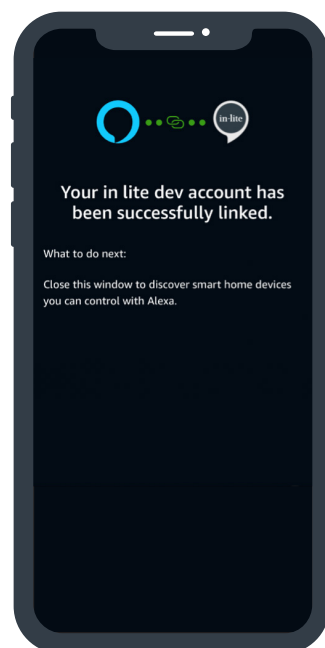 in-lite
Your in lite dev account has
been successfully linked.
What to do next:
Close this window to discover smart home devices
you can control with Alexa.